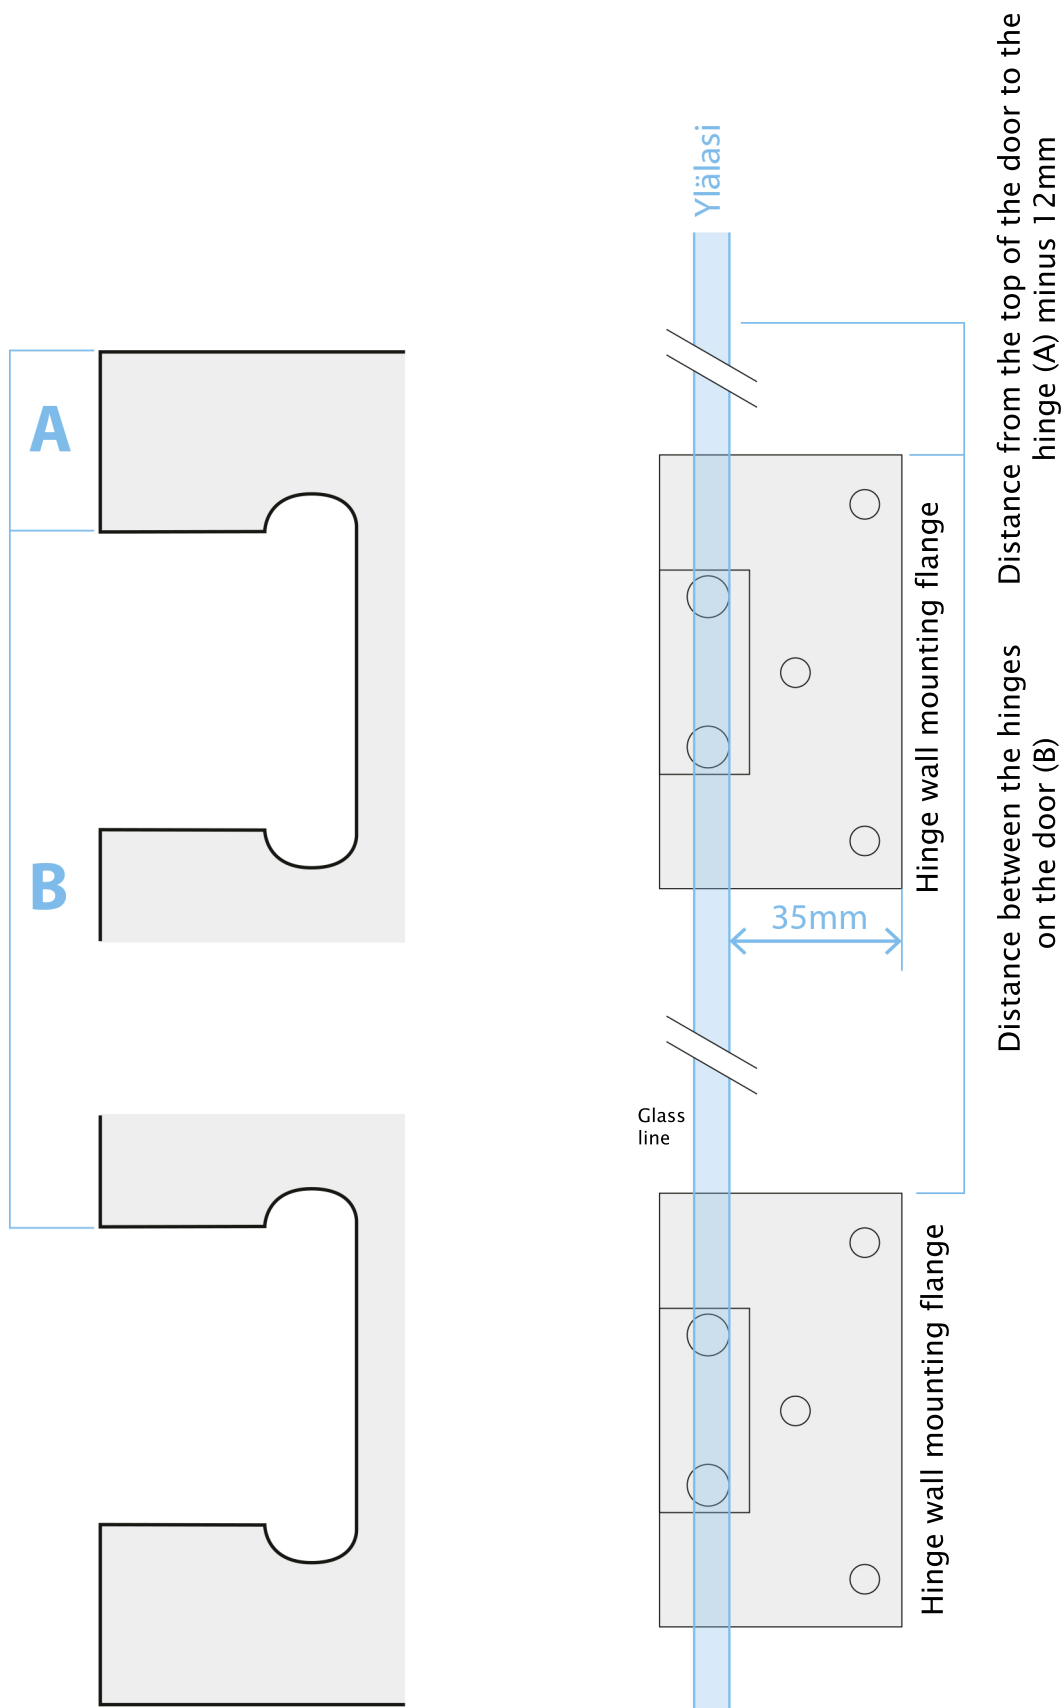 Distance from the top of the door to the
hinge (A) minus 12mm
Ylälasi
A
Hinge wall mounting flange
Distance between the hinges
on the door (B)
B
35mm
Glass
line
Hinge wall mounting flange